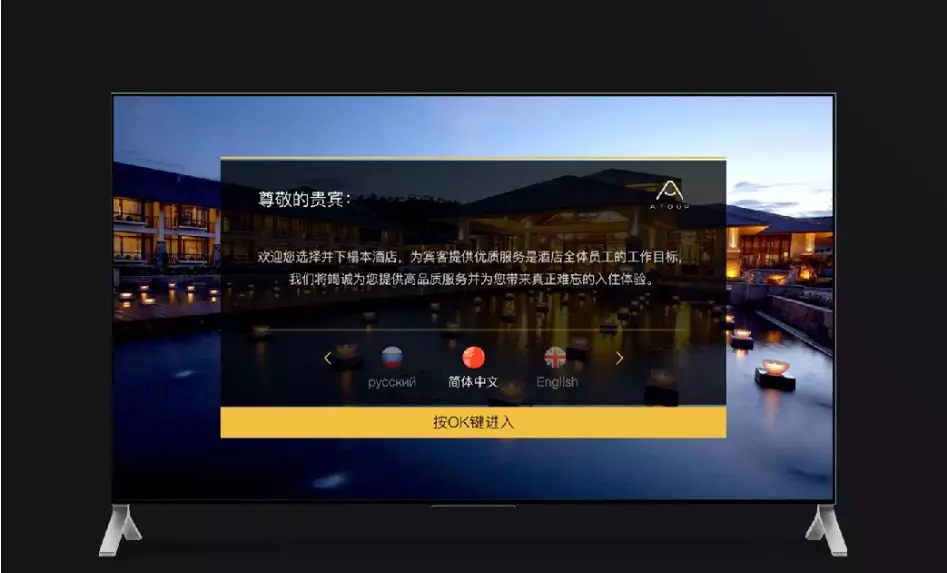 尊敬的贵宾：
ATOUR
欢迎您选择并下榻本酒店，为宾客提供优质服务是酒店全体员工的工作目标，
我们将竭诚为您提供高品质服务并为您带来真正难忘的入住体验。
русский 简体中文 English
按OK键进入